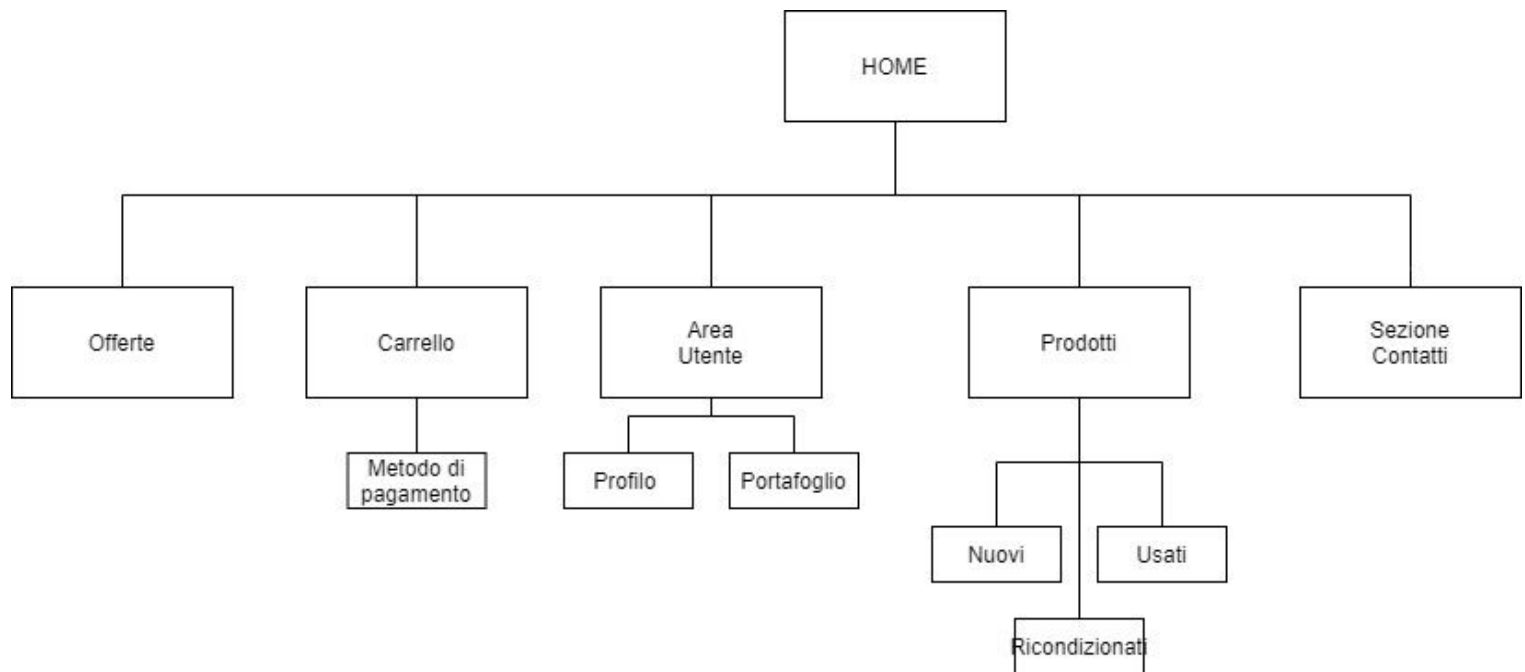 HOME
Offerte
Carrello
Area
Utente
Prodotti
Sezione
Contatti
Metodo di
pagamento
Profilo
Portafoglio
Nuovi
Usati
Ricondizionati